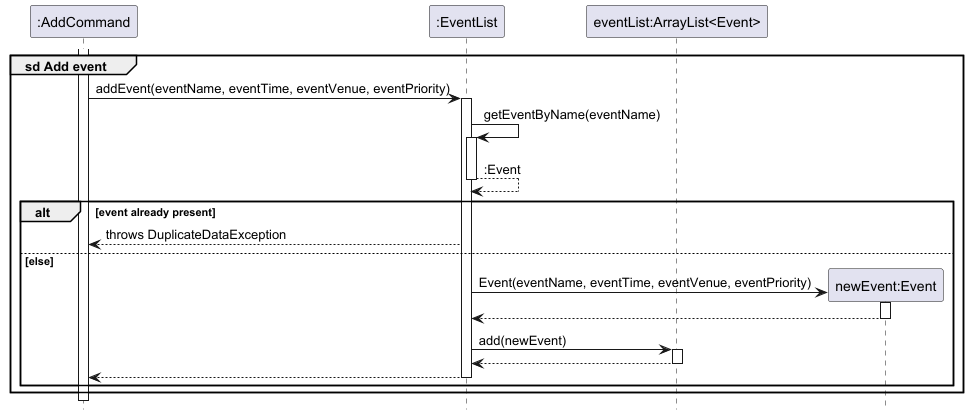 :AddCommand
:EventList
eventList:ArrayList<Event>
sd Add event
addEvent(eventName, eventTime, eventVenue, eventPriority)
getEventByName(eventName)
:Event
alt
[event already present]
throws DuplicateDataException
[else]
Event(eventName, eventTime, eventVenue, eventPriority)
newEvent:Event
add(newEvent)